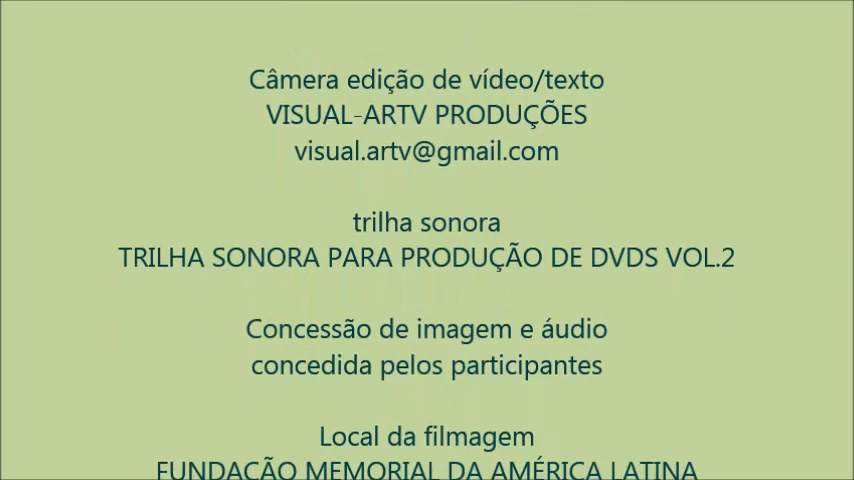 Câmera edição de vídeo/texto
VISUAL-ARTV PRODUÇÕES
visual.artv@gmail.com
trilha sonora
TRILHA SONORA PARA PRODUÇÃO DE DVDS VOL.2
Concessão de imagem e áudio
concedida pelos participantes
Local da filmagem
FUNDAÇÃO MEMORIAL DA AMÉRICA LATINA